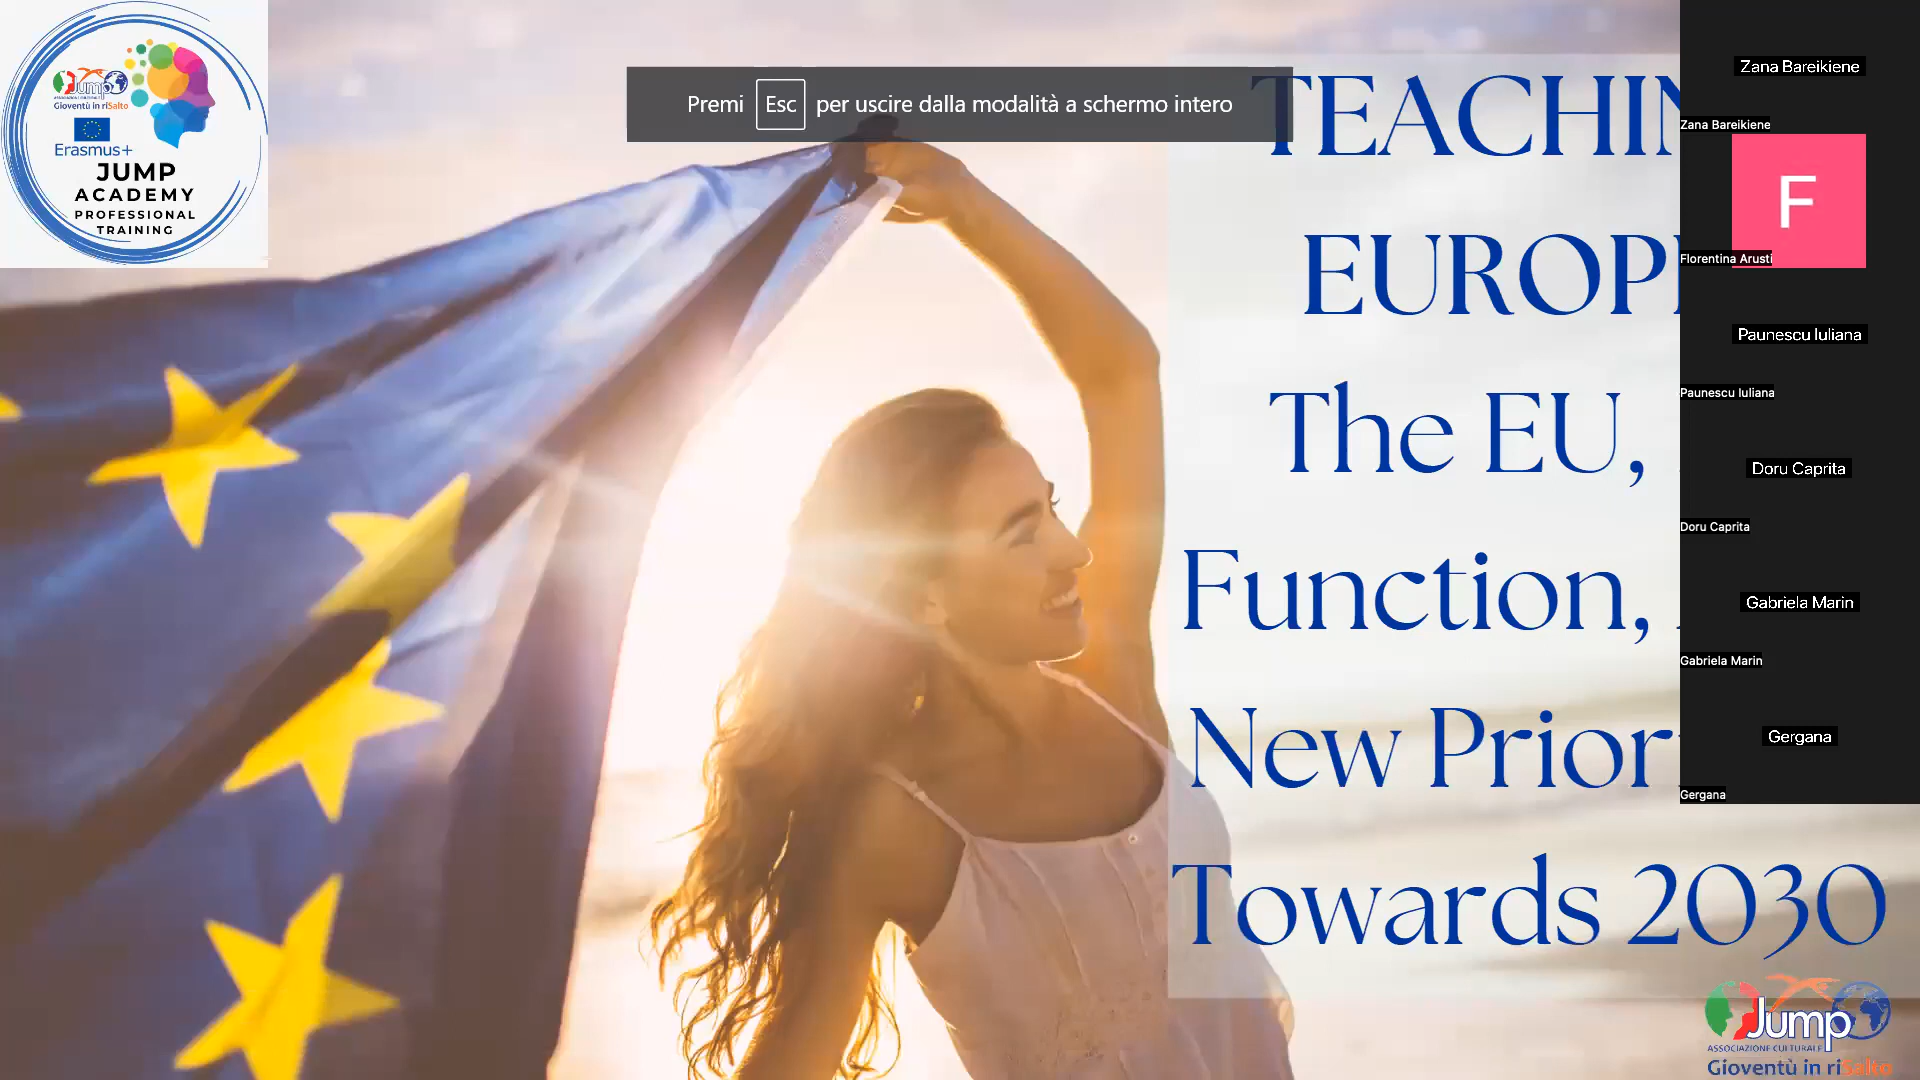 Jump
ASSOCIAZIONE CULTURALE
Gioventù in riSalto
Erasmus+
JUMP
ACADEMY
PROFESSIONAL
TRAINING
Premi Esc per uscire dalla modalità a schermo intero
TEACHIN
EUROP
The EU,
Function,
New Prior
Towards 2030
Zana Bareikiene
Zana Bareikiene
F
Florentina Arusti
Paunescu Iuliana
Paunescu Iuliana
Doru Caprita
Doru Caprita
Gabriela Marin
Gabriela Marin
Gergana
Gergana
Jump
ASSOCIAZIONE CULTURALE
Gioventù in riSalto